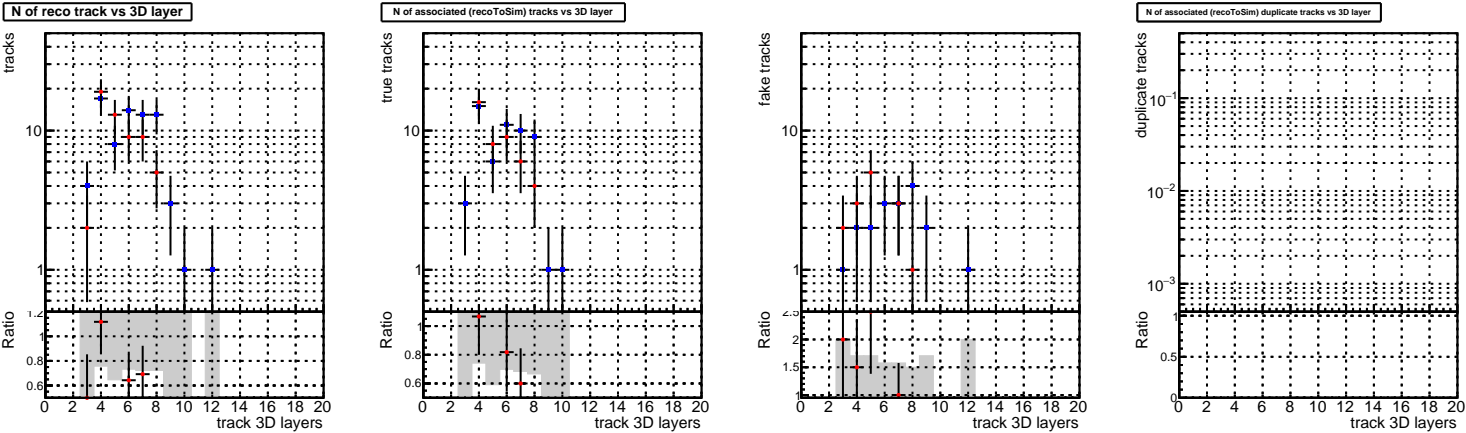 N of reco track vs 3D layer
tracks
10
1
Ratio
1.2
1
0.8
0.6
0 2 4 6 8 10 12 14 16 18 20
track 3D layers
N of associated (recoToSim) tracks vs 3D layer
true tracks
10
1
Ratio
1
0.8
0.6
0 2 4 6 8 10 12 14 16 18 20
track 3D layers
fake tracks
10
1
Ratio
2.5
2
1.5
1
0 2 4 6 8 10 12 14 16 18 20
track 3D layers
N of associated (recoToSim) duplicate tracks vs 3D layer
duplicate tracks
10⁻¹
10⁻²
10⁻³
Ratio
1
0.5
0
0 2 4 6 8 10 12 14 16 18 20
track 3D layers